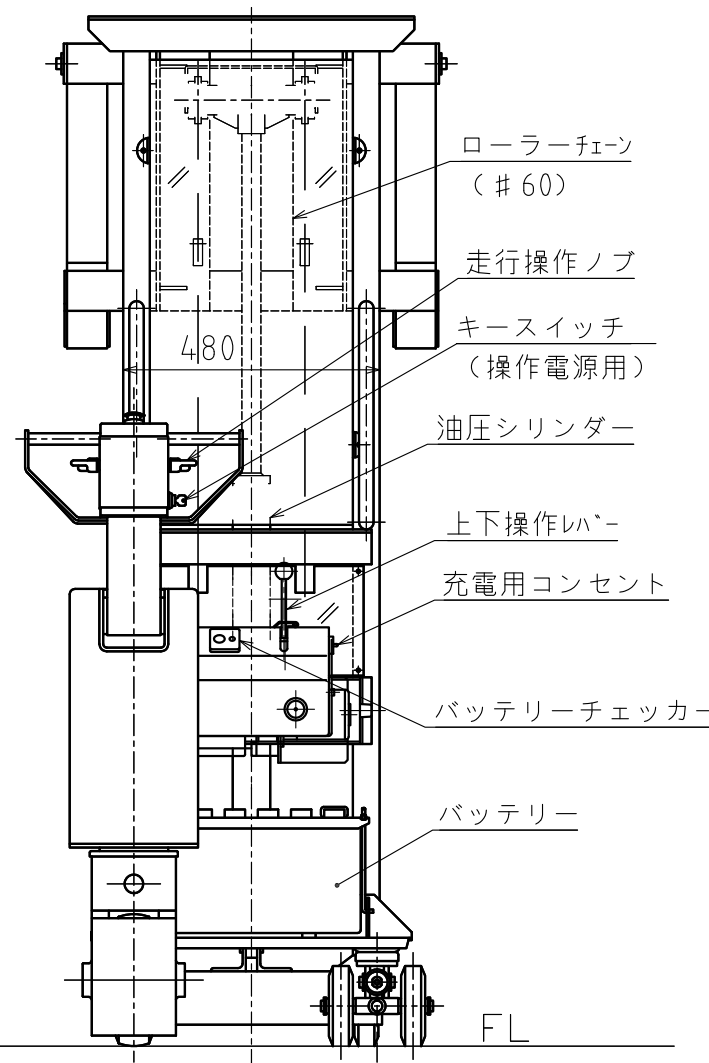 ローラーチェーン
(♯60)
走行操作ノブ
キースイッチ
(操作電源用)
480
油圧シリンダー
上下操作レバー
充電用コンセント
バッテリーチェッカー
バッテリー
FL